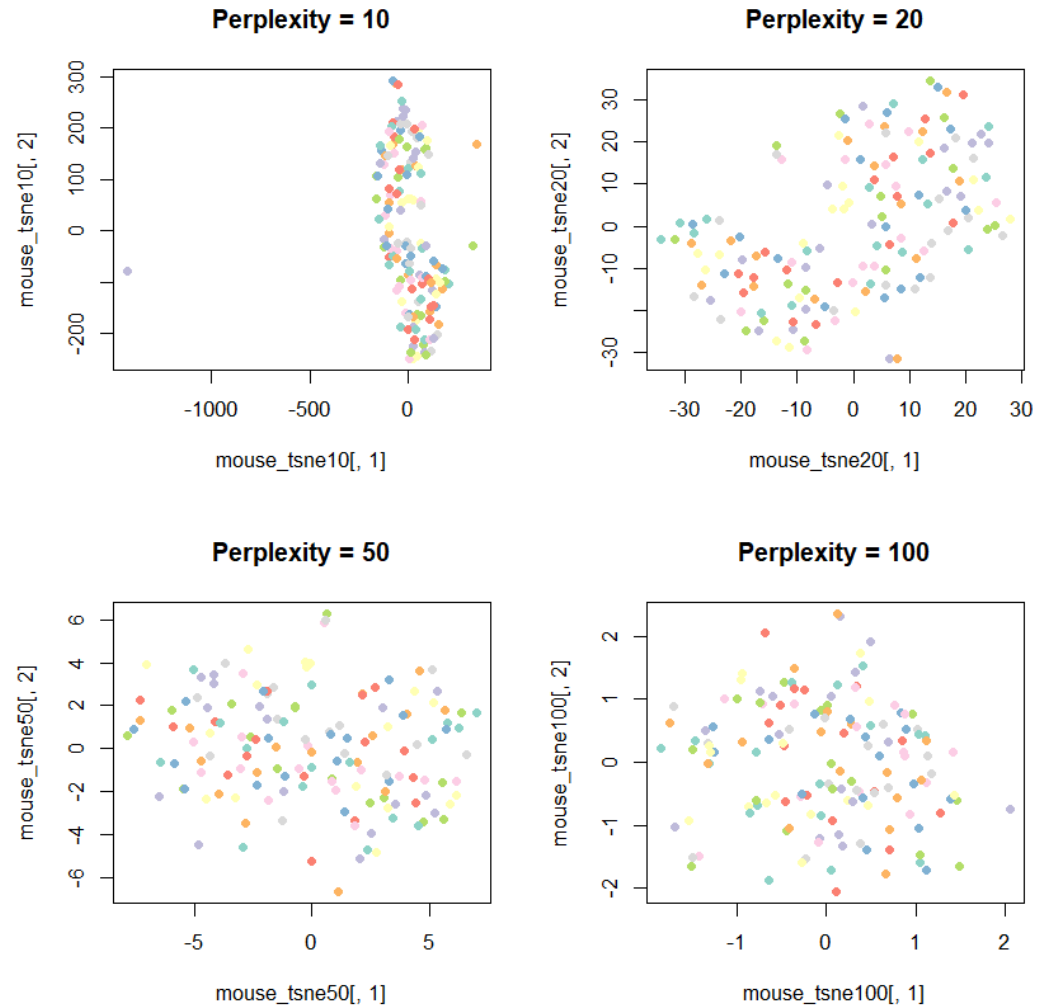 Perplexity = 10
300
200
100
0
-200
mouse_tsne10[, 2]
-1000 -500 0
mouse_tsne10[, 1]
Perplexity = 20
30
20
10
0
-10
-30
mouse_tsne20[, 2]
-30 -20 -10 0 10 20 30
mouse_tsne20[, 1]
Perplexity = 50
6
4
2
0
-2
-4
-6
mouse_tsne50[, 2]
-5 0 5
mouse_tsne50[, 1]
Perplexity = 100
2
1
0
-1
-2
mouse_tsne100[, 2]
-1 0 1 2
mouse_tsne100[, 1]